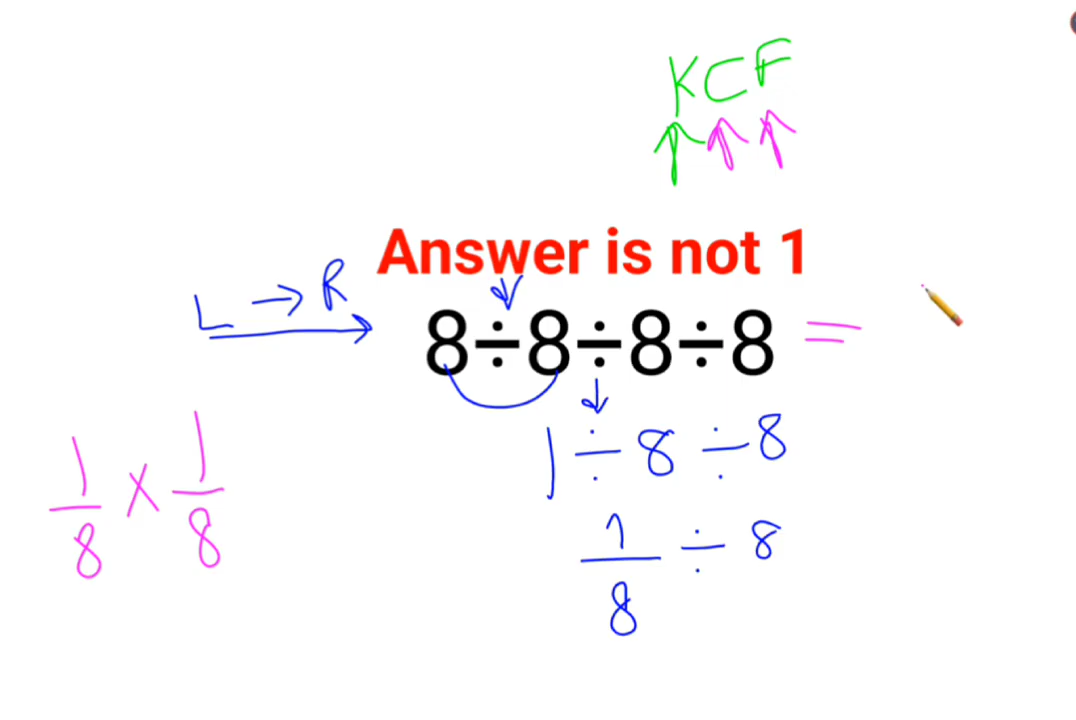 KCF
Answer is not 1
L → R
8÷8÷8÷8 =
1 ÷ 8 ÷ 8
1/8 × 1/8
1/8 ÷ 8